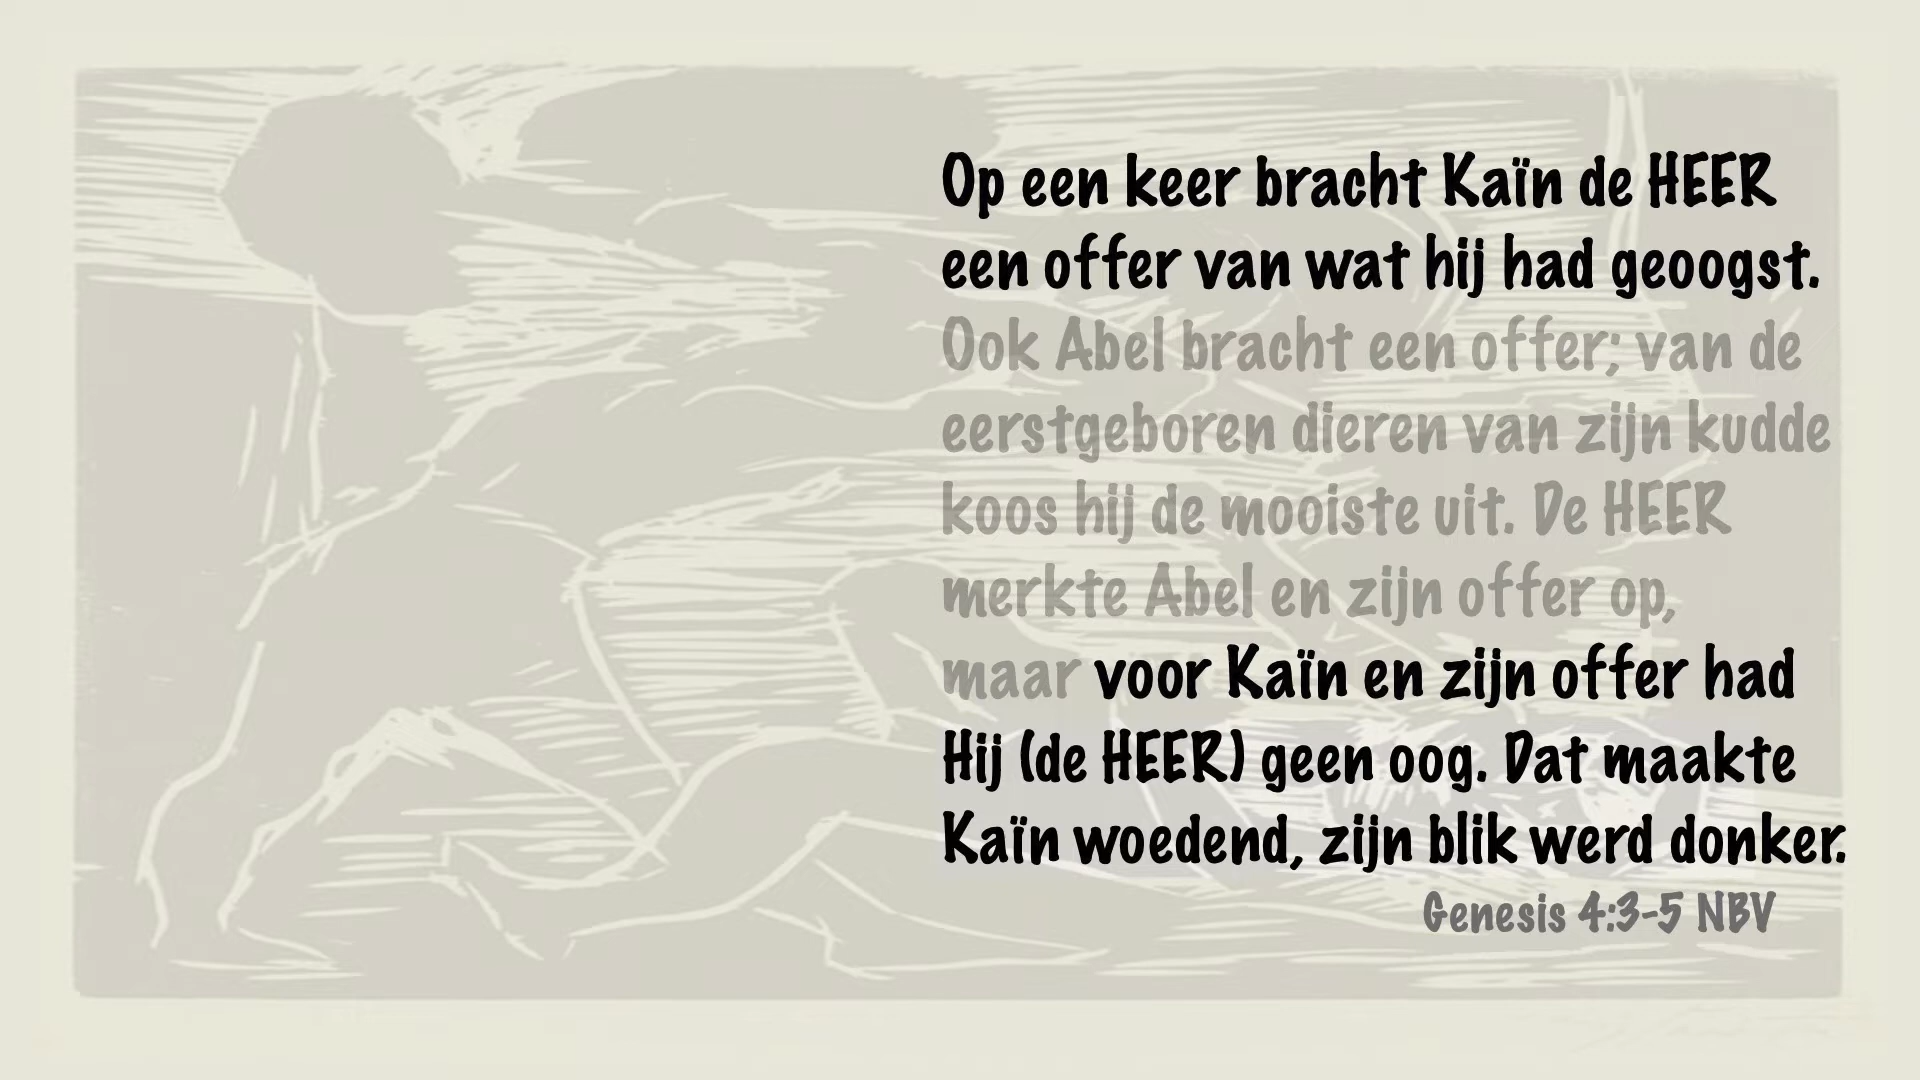 Op een keer bracht Kaïn de HEER
een offer van wat hij had geoogst.
Ook Abel bracht een offer; van de
eerstgeboren dieren van zijn kudde
koos hij de mooiste uit. De HEER
merkte Abel en zijn offer op,
maar voor Kaïn en zijn offer had
Hij (de HEER) geen oog. Dat maakte
Kaïn woedend, zijn blik werd donker.
Genesis 4:3-5 NBV